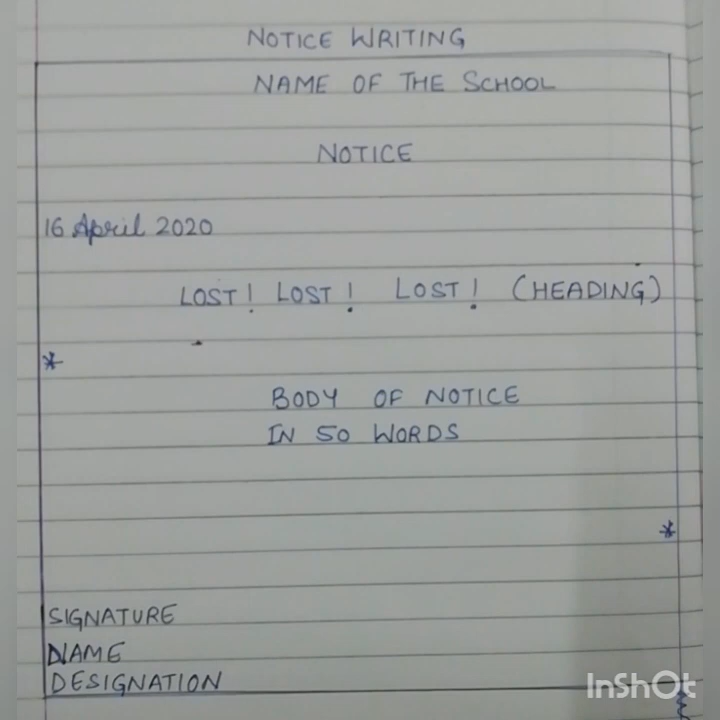 NOTICE WRITING
NAME OF THE SCHOOL
NOTICE
16 April 2020
LOST! LOST! LOST! (HEADING)
*
BODY OF NOTICE
IN 50 WORDS
*
SIGNATURE
NAME
DESIGNATION
InShOt